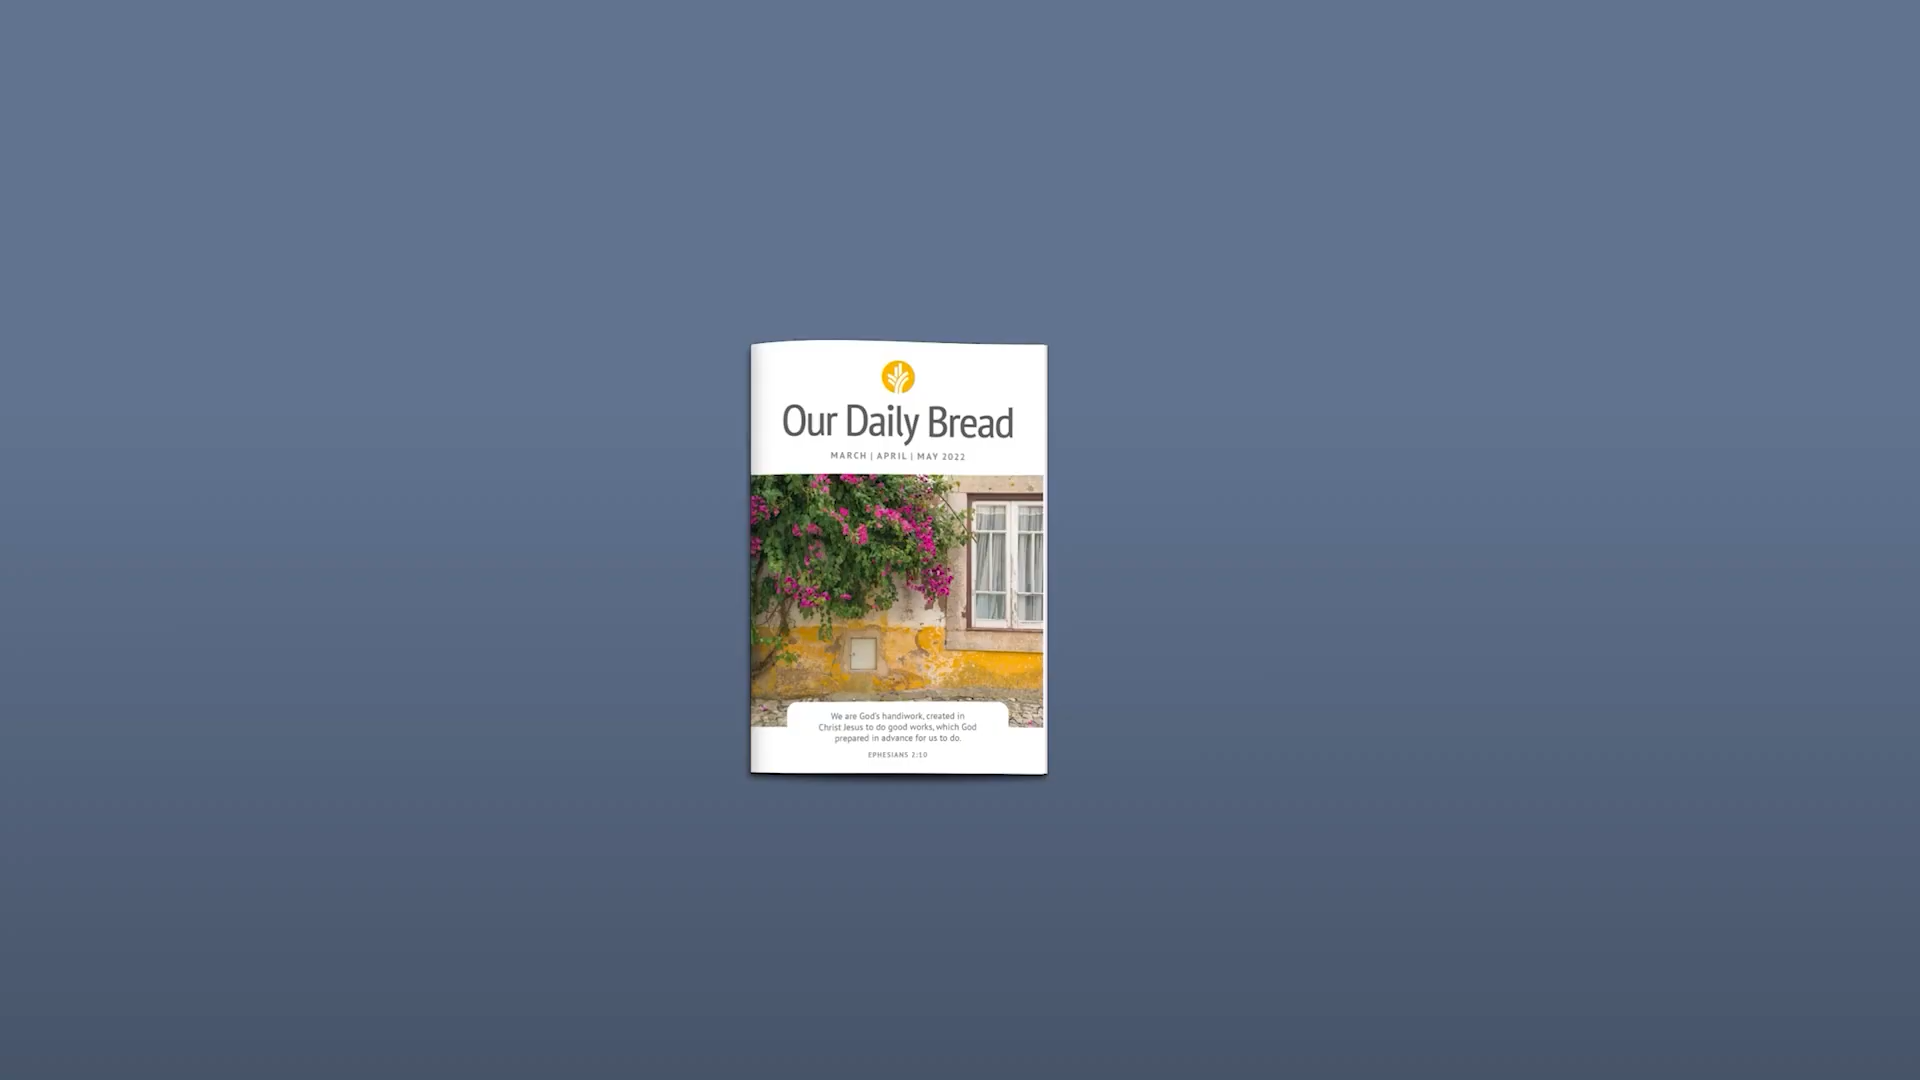 Our Daily Bread
MARCH | APRIL | MAY 2022
We are God's handiwork, created in
Christ Jesus to do good works, which God
prepared in advance for us to do.
EPHESIANS 2:10